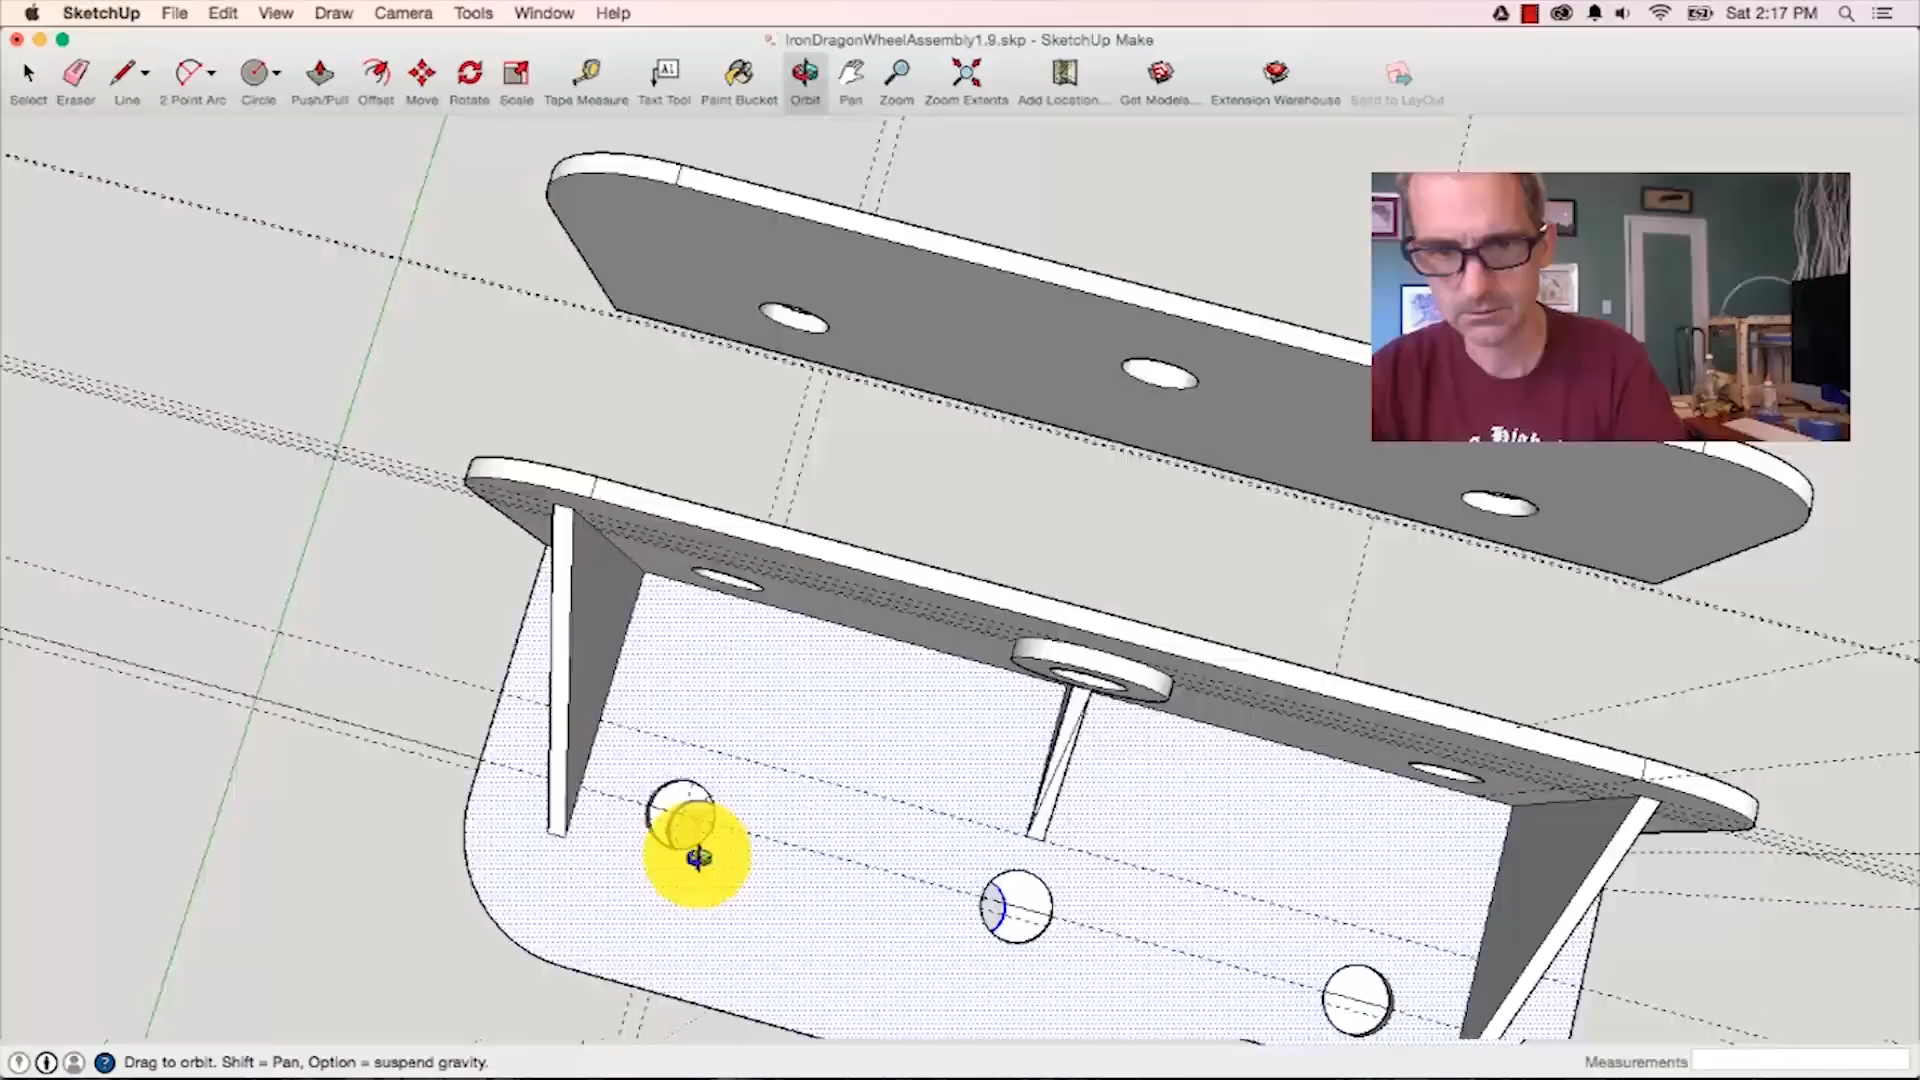 SketchUp File Edit View Draw Camera Tools Window Help Sat 2:17 PM
IronDragonWheelAssembly1.9.skp - SketchUp Make
A1
Select Eraser Line 2 Point Arc Circle Push/Pull Offset Move Rotate Scale Tape Measure Text Tool Paint Bucket Orbit Pan Zoom Zoom Extents Add Location... Get Models... Extension Warehouse Send to LayOut
High
Drag to orbit. Shift = Pan, Option = suspend gravity. Measurements